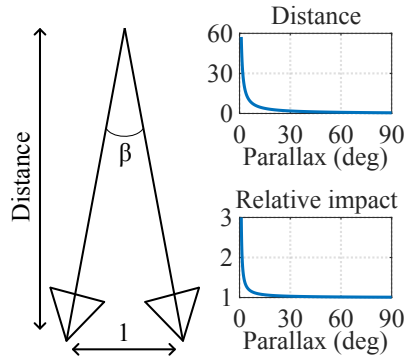 Distance
β
1
Distance
60
30
0
0
30
60
90
Parallax (deg)
Relative impact
3
2
1
0
30
60
90
Parallax (deg)